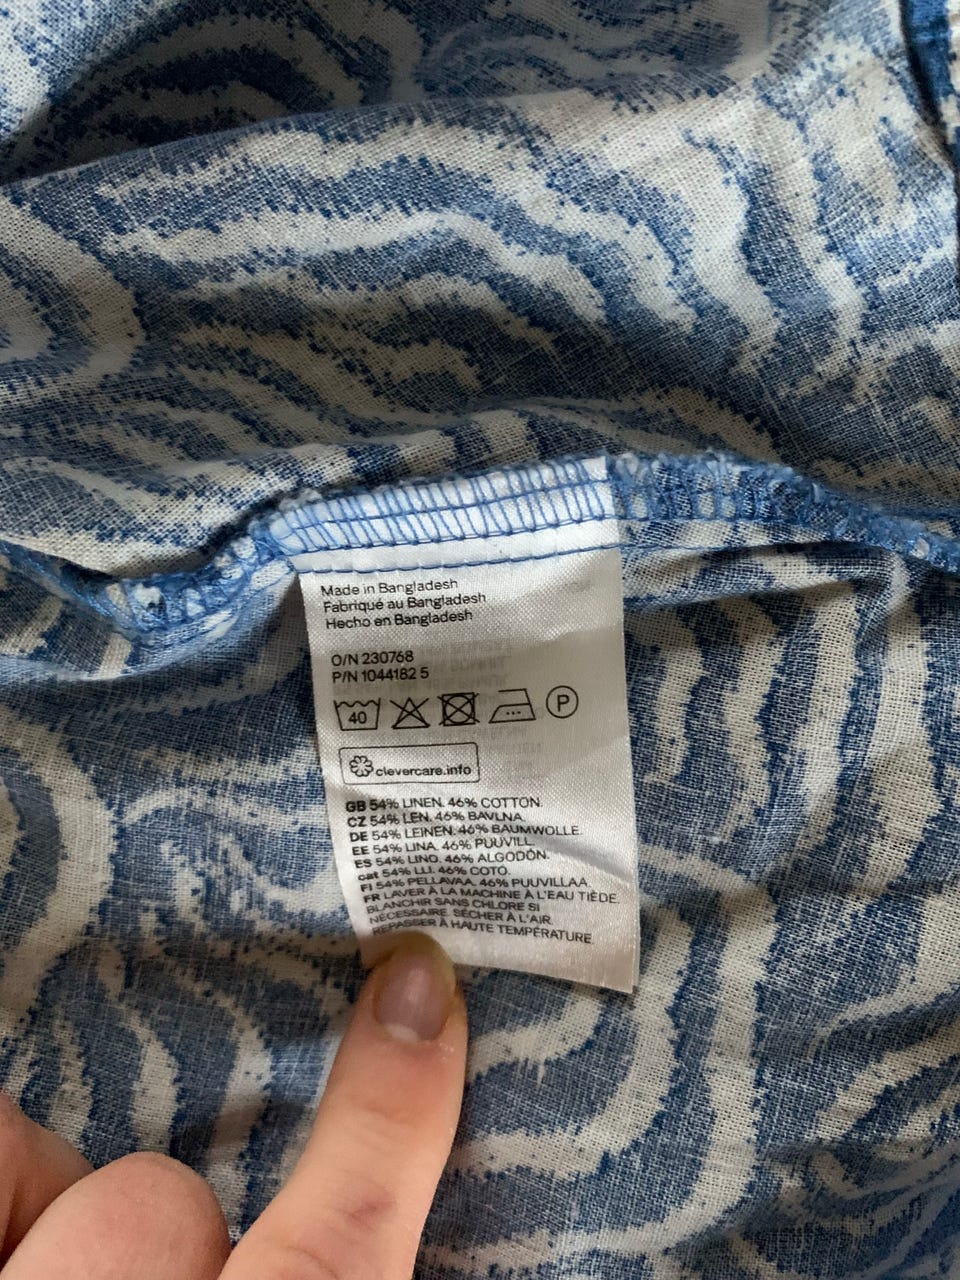 Made in Bangladesh
Fabriqué au Bangladesh
Hecho en Bangladesh
O/N 230768
P/N 1044182 5
40 P
clevercare.info
GB 54% LINEN. 46% COTTON.
CZ 54% LEN. 46% BAVLNA.
DE 54% LEINEN. 46% BAUMWOLLE.
EE 54% LINA. 46% PUUVILL.
ES 54% LINO. 46% ALGODÓN.
cat 54% LLI. 46% COTO.
FI 54% PELLAVAA. 46% PUUVILLAA.
FR LAVER À LA MACHINE À L'EAU TIÈDE.
BLANCHIR SANS CHLORE SI
NÉCESSAIRE. SÉCHER À L'AIR.
REPASSER À HAUTE TEMPÉRATURE.